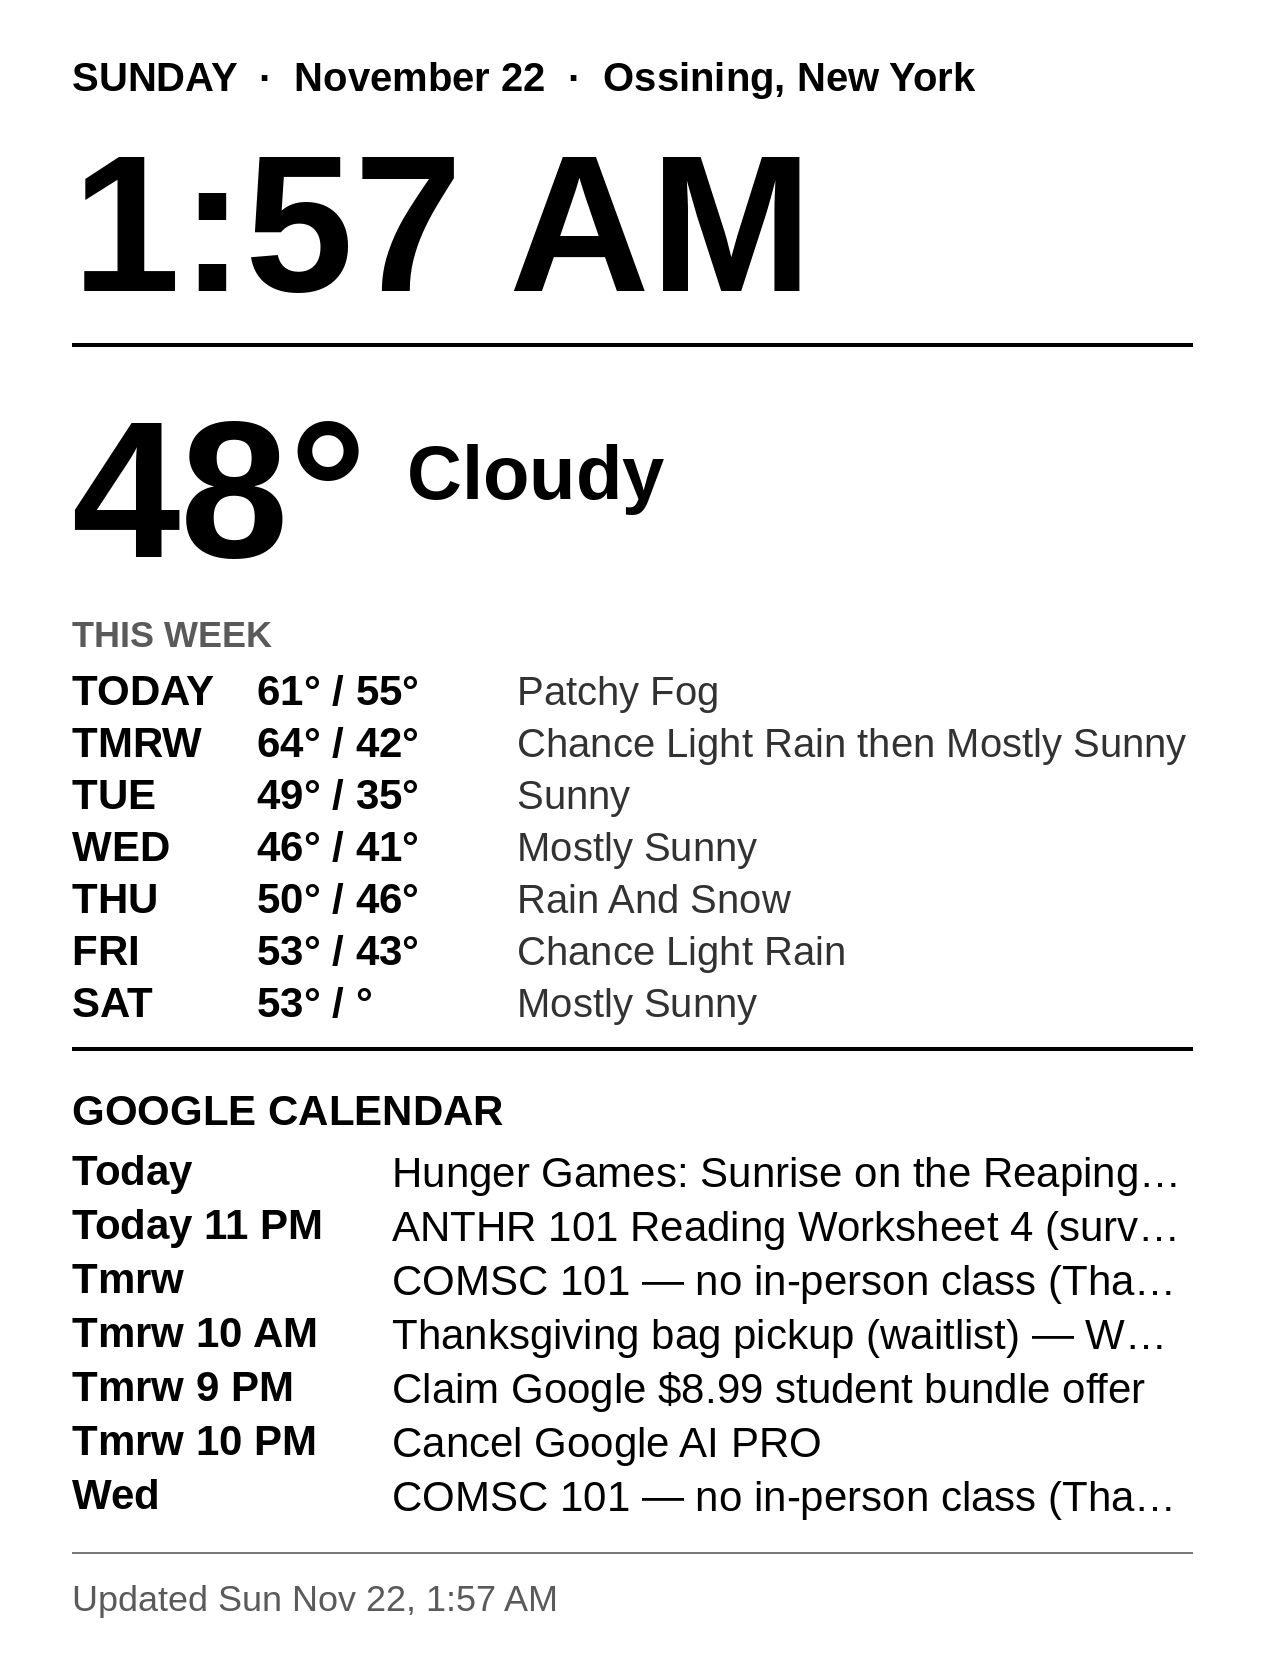 SUNDAY · November 22 · Ossining, New York
1:57 AM
48° Cloudy
THIS WEEK
TODAY 61° / 55° Patchy Fog
TMRW 64° / 42° Chance Light Rain then Mostly Sunny
TUE 49° / 35° Sunny
WED 46° / 41° Mostly Sunny
THU 50° / 46° Rain And Snow
FRI 53° / 43° Chance Light Rain
SAT 53° / ° Mostly Sunny
GOOGLE CALENDAR
Today Hunger Games: Sunrise on the Reaping…
Today 11 PM ANTHR 101 Reading Worksheet 4 (surv…
Tmrw COMSC 101 — no in-person class (Tha…
Tmrw 10 AM Thanksgiving bag pickup (waitlist) — W…
Tmrw 9 PM Claim Google $8.99 student bundle offer
Tmrw 10 PM Cancel Google AI PRO
Wed COMSC 101 — no in-person class (Tha…
Updated Sun Nov 22, 1:57 AM